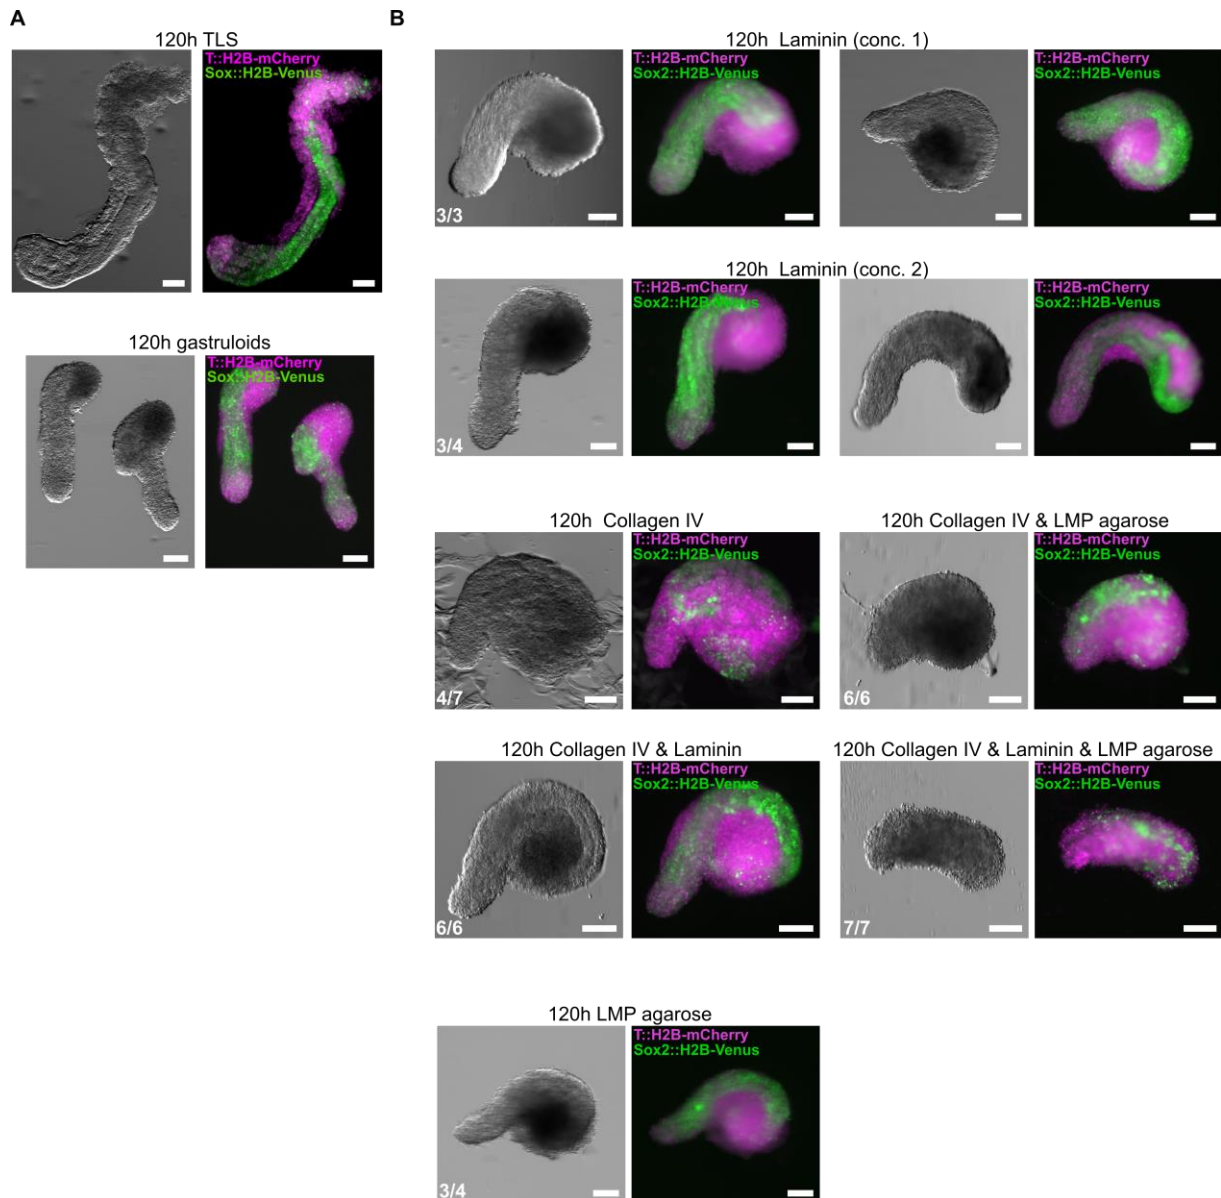 A
B
120h TLS
T::H2B-mCherry
Sox::H2B-Venus
120h gastruloids
T::H2B-mCherry
Sox::H2B-Venus
120h Laminin (conc. 1)
T::H2B-mCherry
Sox2::H2B-Venus
T::H2B-mCherry
Sox2::H2B-Venus
3/3
120h Laminin (conc. 2)
T::H2B-mCherry
Sox2::H2B-Venus
T::H2B-mCherry
Sox2::H2B-Venus
3/4
120h Collagen IV
T::H2B-mCherry
Sox2::H2B-Venus
4/7
120h Collagen IV & LMP agarose
T::H2B-mCherry
Sox2::H2B-Venus
6/6
120h Collagen IV & Laminin
T::H2B-mCherry
Sox2::H2B-Venus
6/6
120h Collagen IV & Laminin & LMP agarose
T::H2B-mCherry
Sox2::H2B-Venus
7/7
120h LMP agarose
T::H2B-mCherry
Sox2::H2B-Venus
3/4